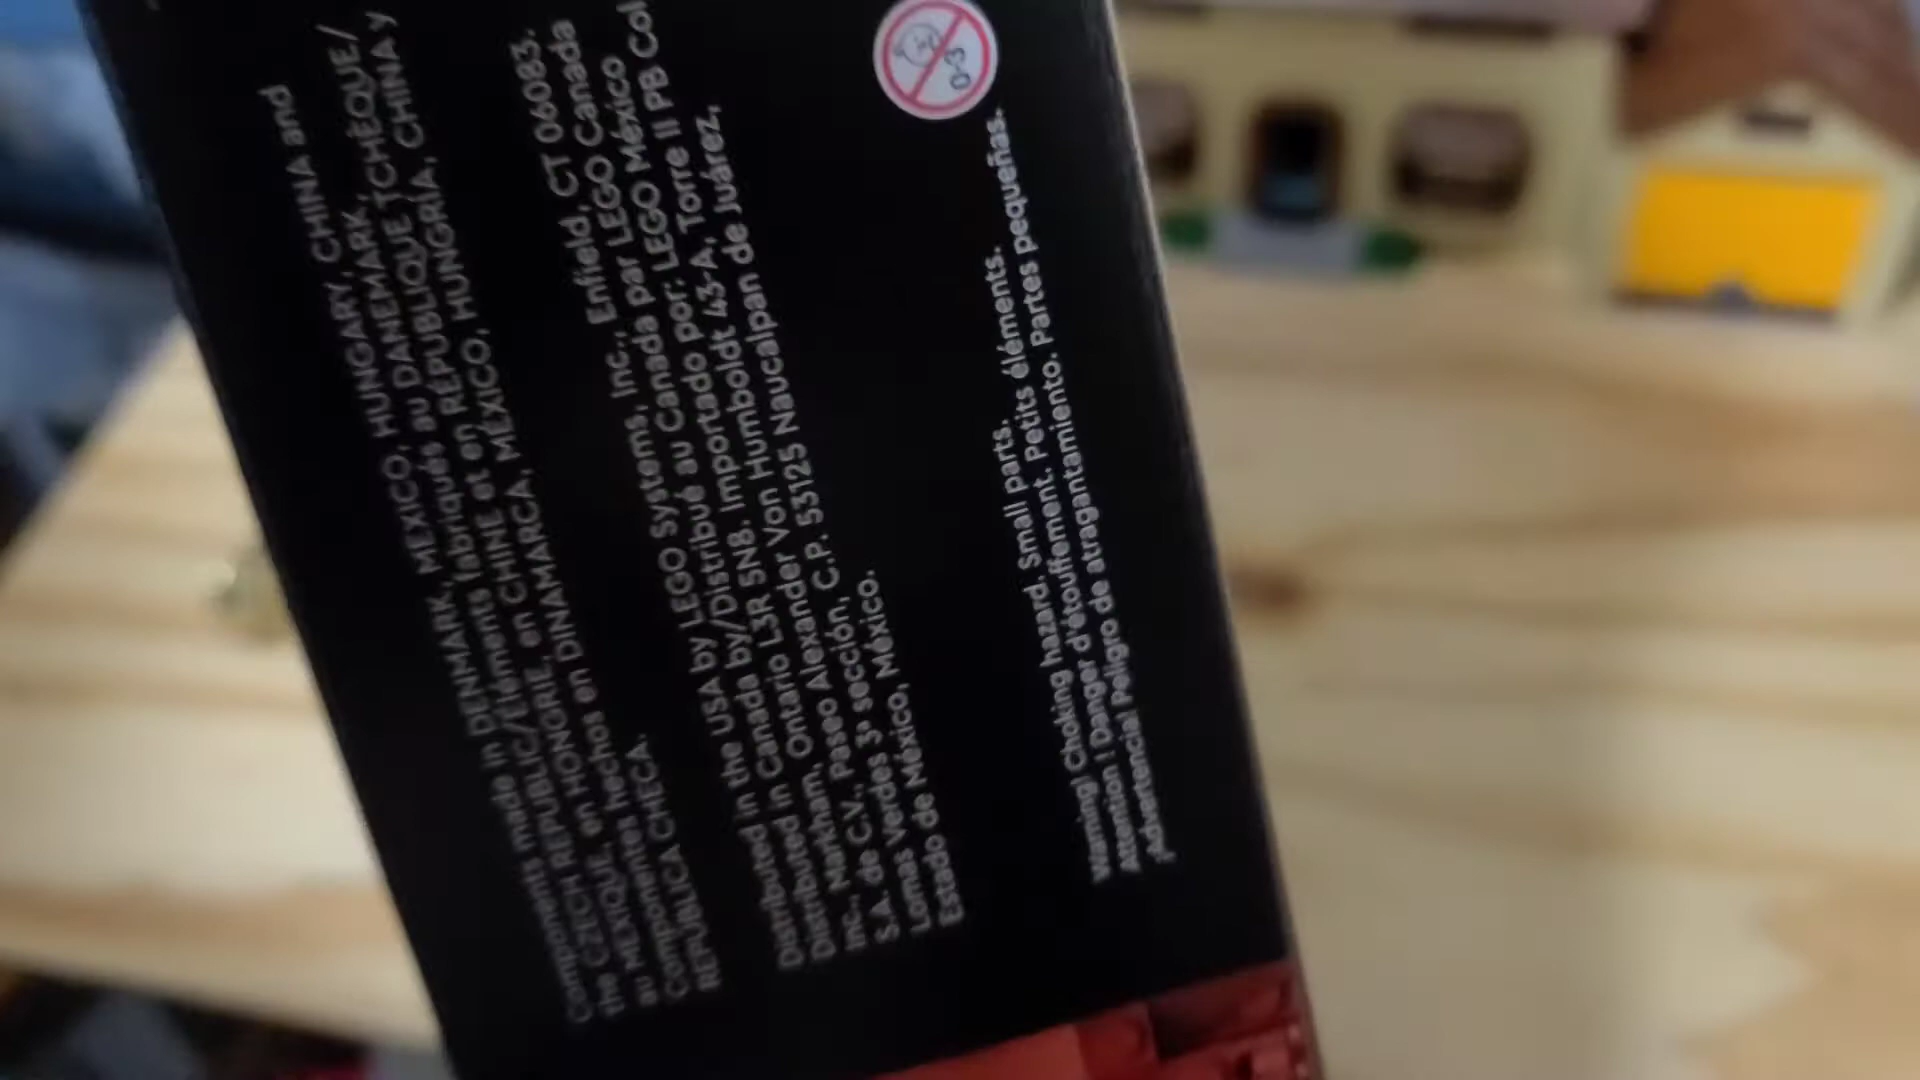 Components made in DENMARK, MEXICO, HUNGARY, CHINA and
the CZECH REPUBLIC/Éléments fabriqués au DANEMARK,
au MEXIQUE, en HONGRIE, en CHINE et en RÉPUBLIQUE TCHÈQUE/
Componentes hechos en DINAMARCA, MÉXICO, HUNGRÍA, CHINA y
REPÚBLICA CHECA.
Distributed in the USA by LEGO Systems, Inc., Enfield, CT 06083.
Distributed in Canada by/Distribué au Canada par LEGO Canada
Inc., Markham, Ontario L3R 5N8. Importado por: LEGO México
S.A. de C.V., Paseo Alexander Von Humboldt 43-A, Torre II PB Col
Lomas Verdes 3ª sección, C.P. 53125 Naucalpan de Juárez,
Estado de México, México.
0-3
Warning! Choking hazard. Small parts.
Attention ! Danger d'étouffement. Petits éléments.
¡Advertencia! Peligro de atragantamiento. Partes pequeñas.